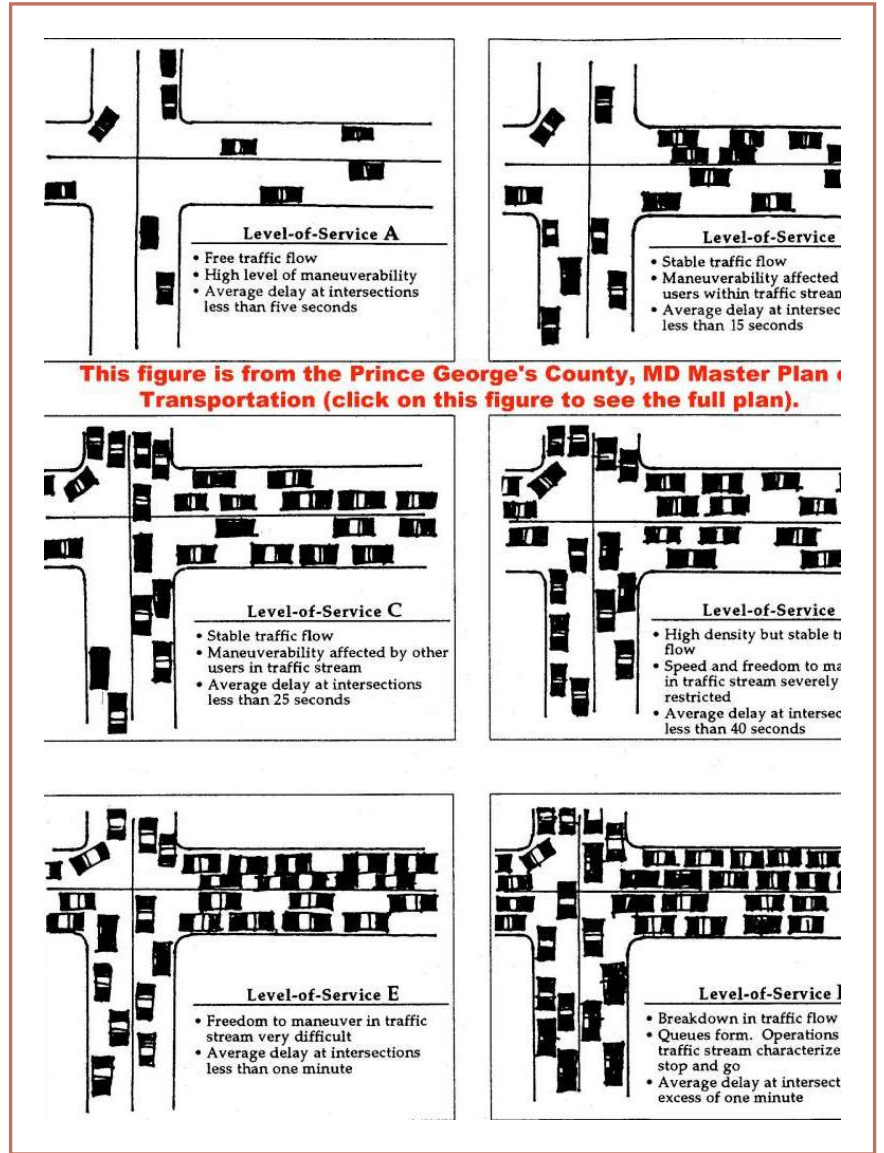 Level-of-Service A
• Free traffic flow
• High level of maneuverability
• Average delay at intersections
less than five seconds
Level-of-Service
• Stable traffic flow
• Maneuverability affected
users within traffic stream
• Average delay at intersec
less than 15 seconds
This figure is from the Prince George's County, MD Master Plan
Transportation (click on this figure to see the full plan).
Level-of-Service C
• Stable traffic flow
• Maneuverability affected by other
users in traffic stream
• Average delay at intersections
less than 25 seconds
Level-of-Service
• High density but stable
flow
• Speed and freedom to ma
in traffic stream severely
restricted
• Average delay at intersec
less than 40 seconds
Level-of-Service E
• Freedom to maneuver in traffic
stream very difficult
• Average delay at intersections
less than one minute
Level-of-Service
• Breakdown in traffic flow
• Queues form. Operations
traffic stream characterize
stop and go
• Average delay at intersect
excess of one minute